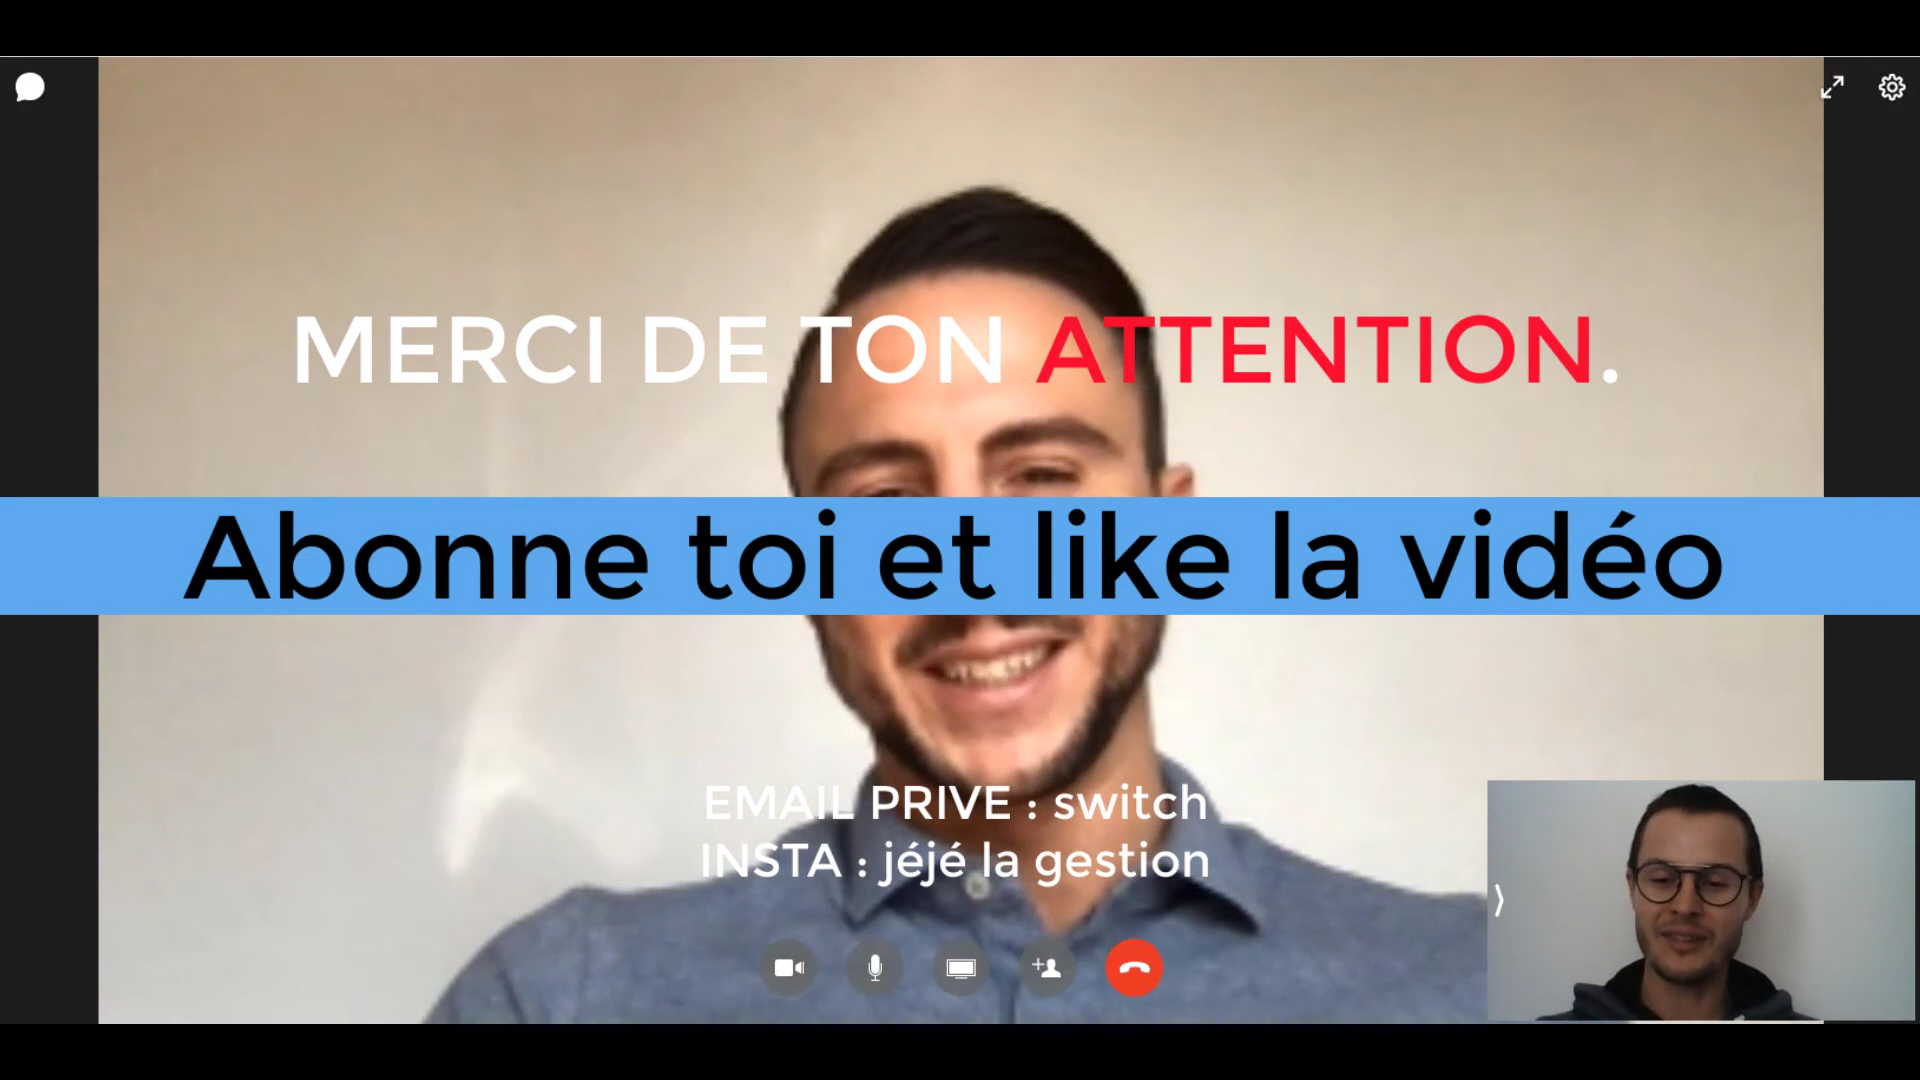 MERCI DE TON ATTENTION.
Abonne toi et like la vidéo
EMAIL PRIVE : switch
INSTA : jéjé la gestion